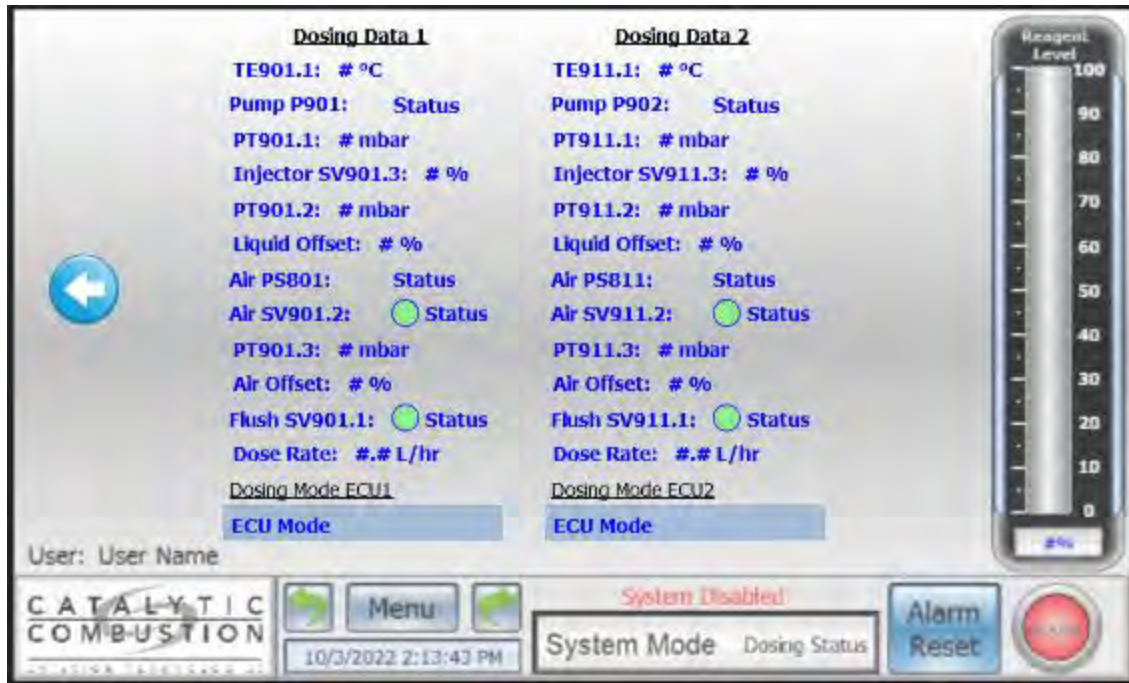 Dosing Data 1
TE901.1: # ºC
Pump P901: Status
PT901.1: # mbar
Injector SV901.3: # %
PT901.2: # mbar
Liquid Offset: # %
Air PS801: Status
Air SV901.2: Status
PT901.3: # mbar
Air Offset: # %
Flush SV901.1: Status
Dose Rate: #.# L/hr
Dosing Mode ECU1
ECU Mode
Dosing Data 2
TE911.1: # ºC
Pump P902: Status
PT911.1: # mbar
Injector SV911.3: # %
PT911.2: # mbar
Liquid Offset: # %
Air PS811: Status
Air SV911.2: Status
PT911.3: # mbar
Air Offset: # %
Flush SV911.1: Status
Dose Rate: #.# L/hr
Dosing Mode ECU2
ECU Mode
Reagent
Level
100
90
80
70
60
50
40
30
20
10
0
#%
User: User Name
CATALYTIC
COMBUSTION
Menu
10/3/2022 2:13:43 PM
System Disabled
System Mode Dosing Status
Alarm
Reset